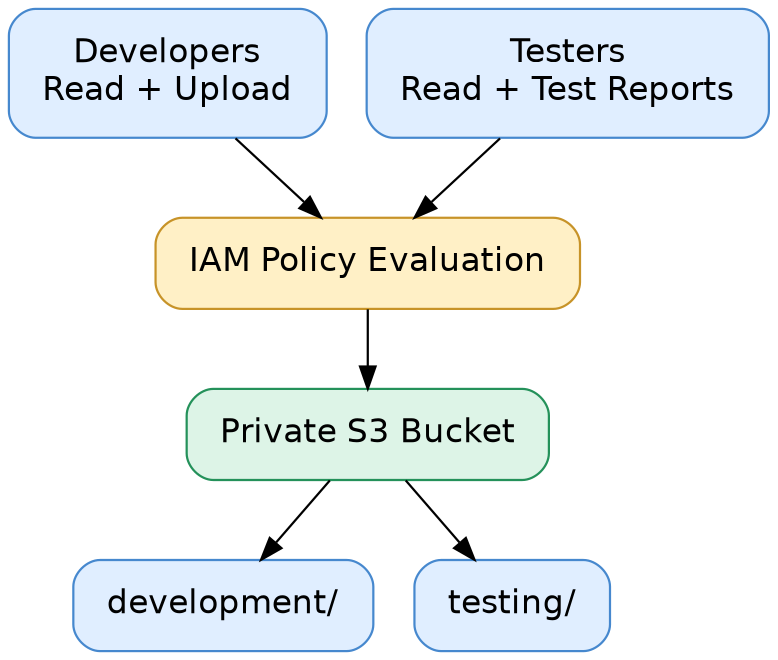 Developers
Read + Upload
Testers
Read + Test Reports
IAM Policy Evaluation
Private S3 Bucket
development/
testing/